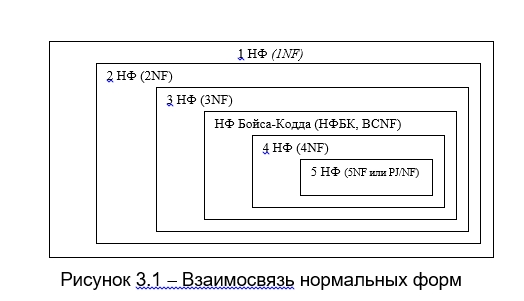 1 НФ (1NF)
2 НФ (2NF)
3 НФ (3NF)
НФ Бойса-Кодда (НФБК, BCNF)
4 НФ (4NF)
5 НФ (5NF или PJ/NF)
Рисунок 3.1 – Взаимосвязь нормальных форм